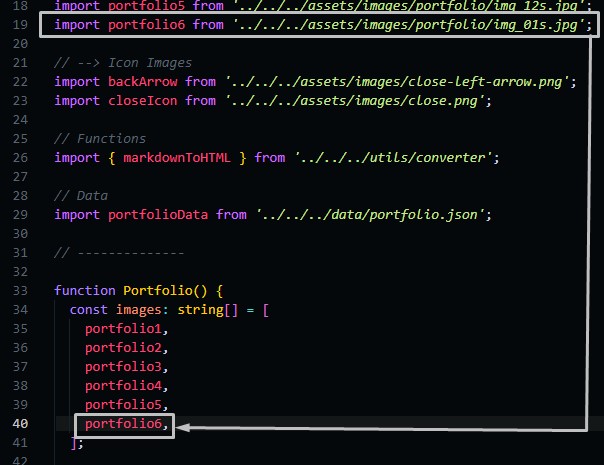 18 import portfolio5 from '../../../assets/images/portfolio/img_12s.jpg';
19 import portfolio6 from '../../../assets/images/portfolio/img_01s.jpg';
20
21 // --> Icon Images
22 import backArrow from '../../../assets/images/close-left-arrow.png';
23 import closeIcon from '../../../assets/images/close.png';
24
25 // Functions
26 import { markdownToHTML } from '../../../utils/converter';
27
28 // Data
29 import portfolioData from '../../../data/portfolio.json';
30
31 // --------------
32
33 function Portfolio() {
34 const images: string[] = [
35 portfolio1,
36 portfolio2,
37 portfolio3,
38 portfolio4,
39 portfolio5,
40 portfolio6,
41 ];
42